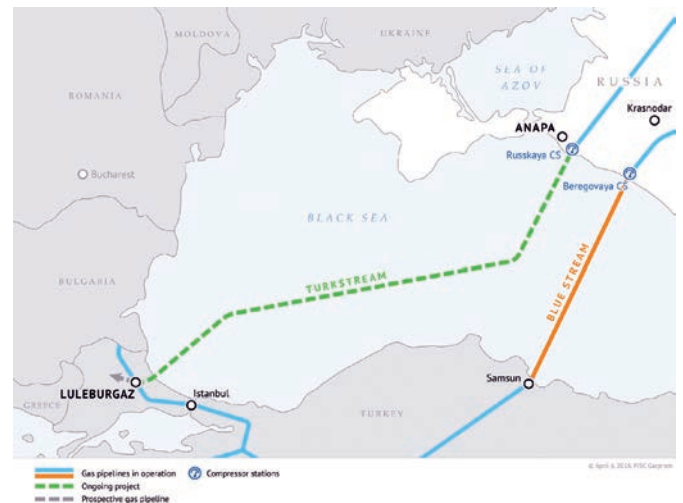 UKRAINE
MOLDOVA
SEA OF
AZOV
RUSSIA
ROMANIA
Krasnodar
ANAPA
Russkaya CS
Bucharest
Beregovaya CS
BLACK SEA
BLUE STREAM
TURKSTREAM
BULGARIA
LULEBURGAZ
Istanbul
Samsun
GREECE
TURKEY
Gas pipelines in operation
Compressor stations
Ongoing project
Prospective gas pipeline
© April 6 2016 PJSC Gazprom